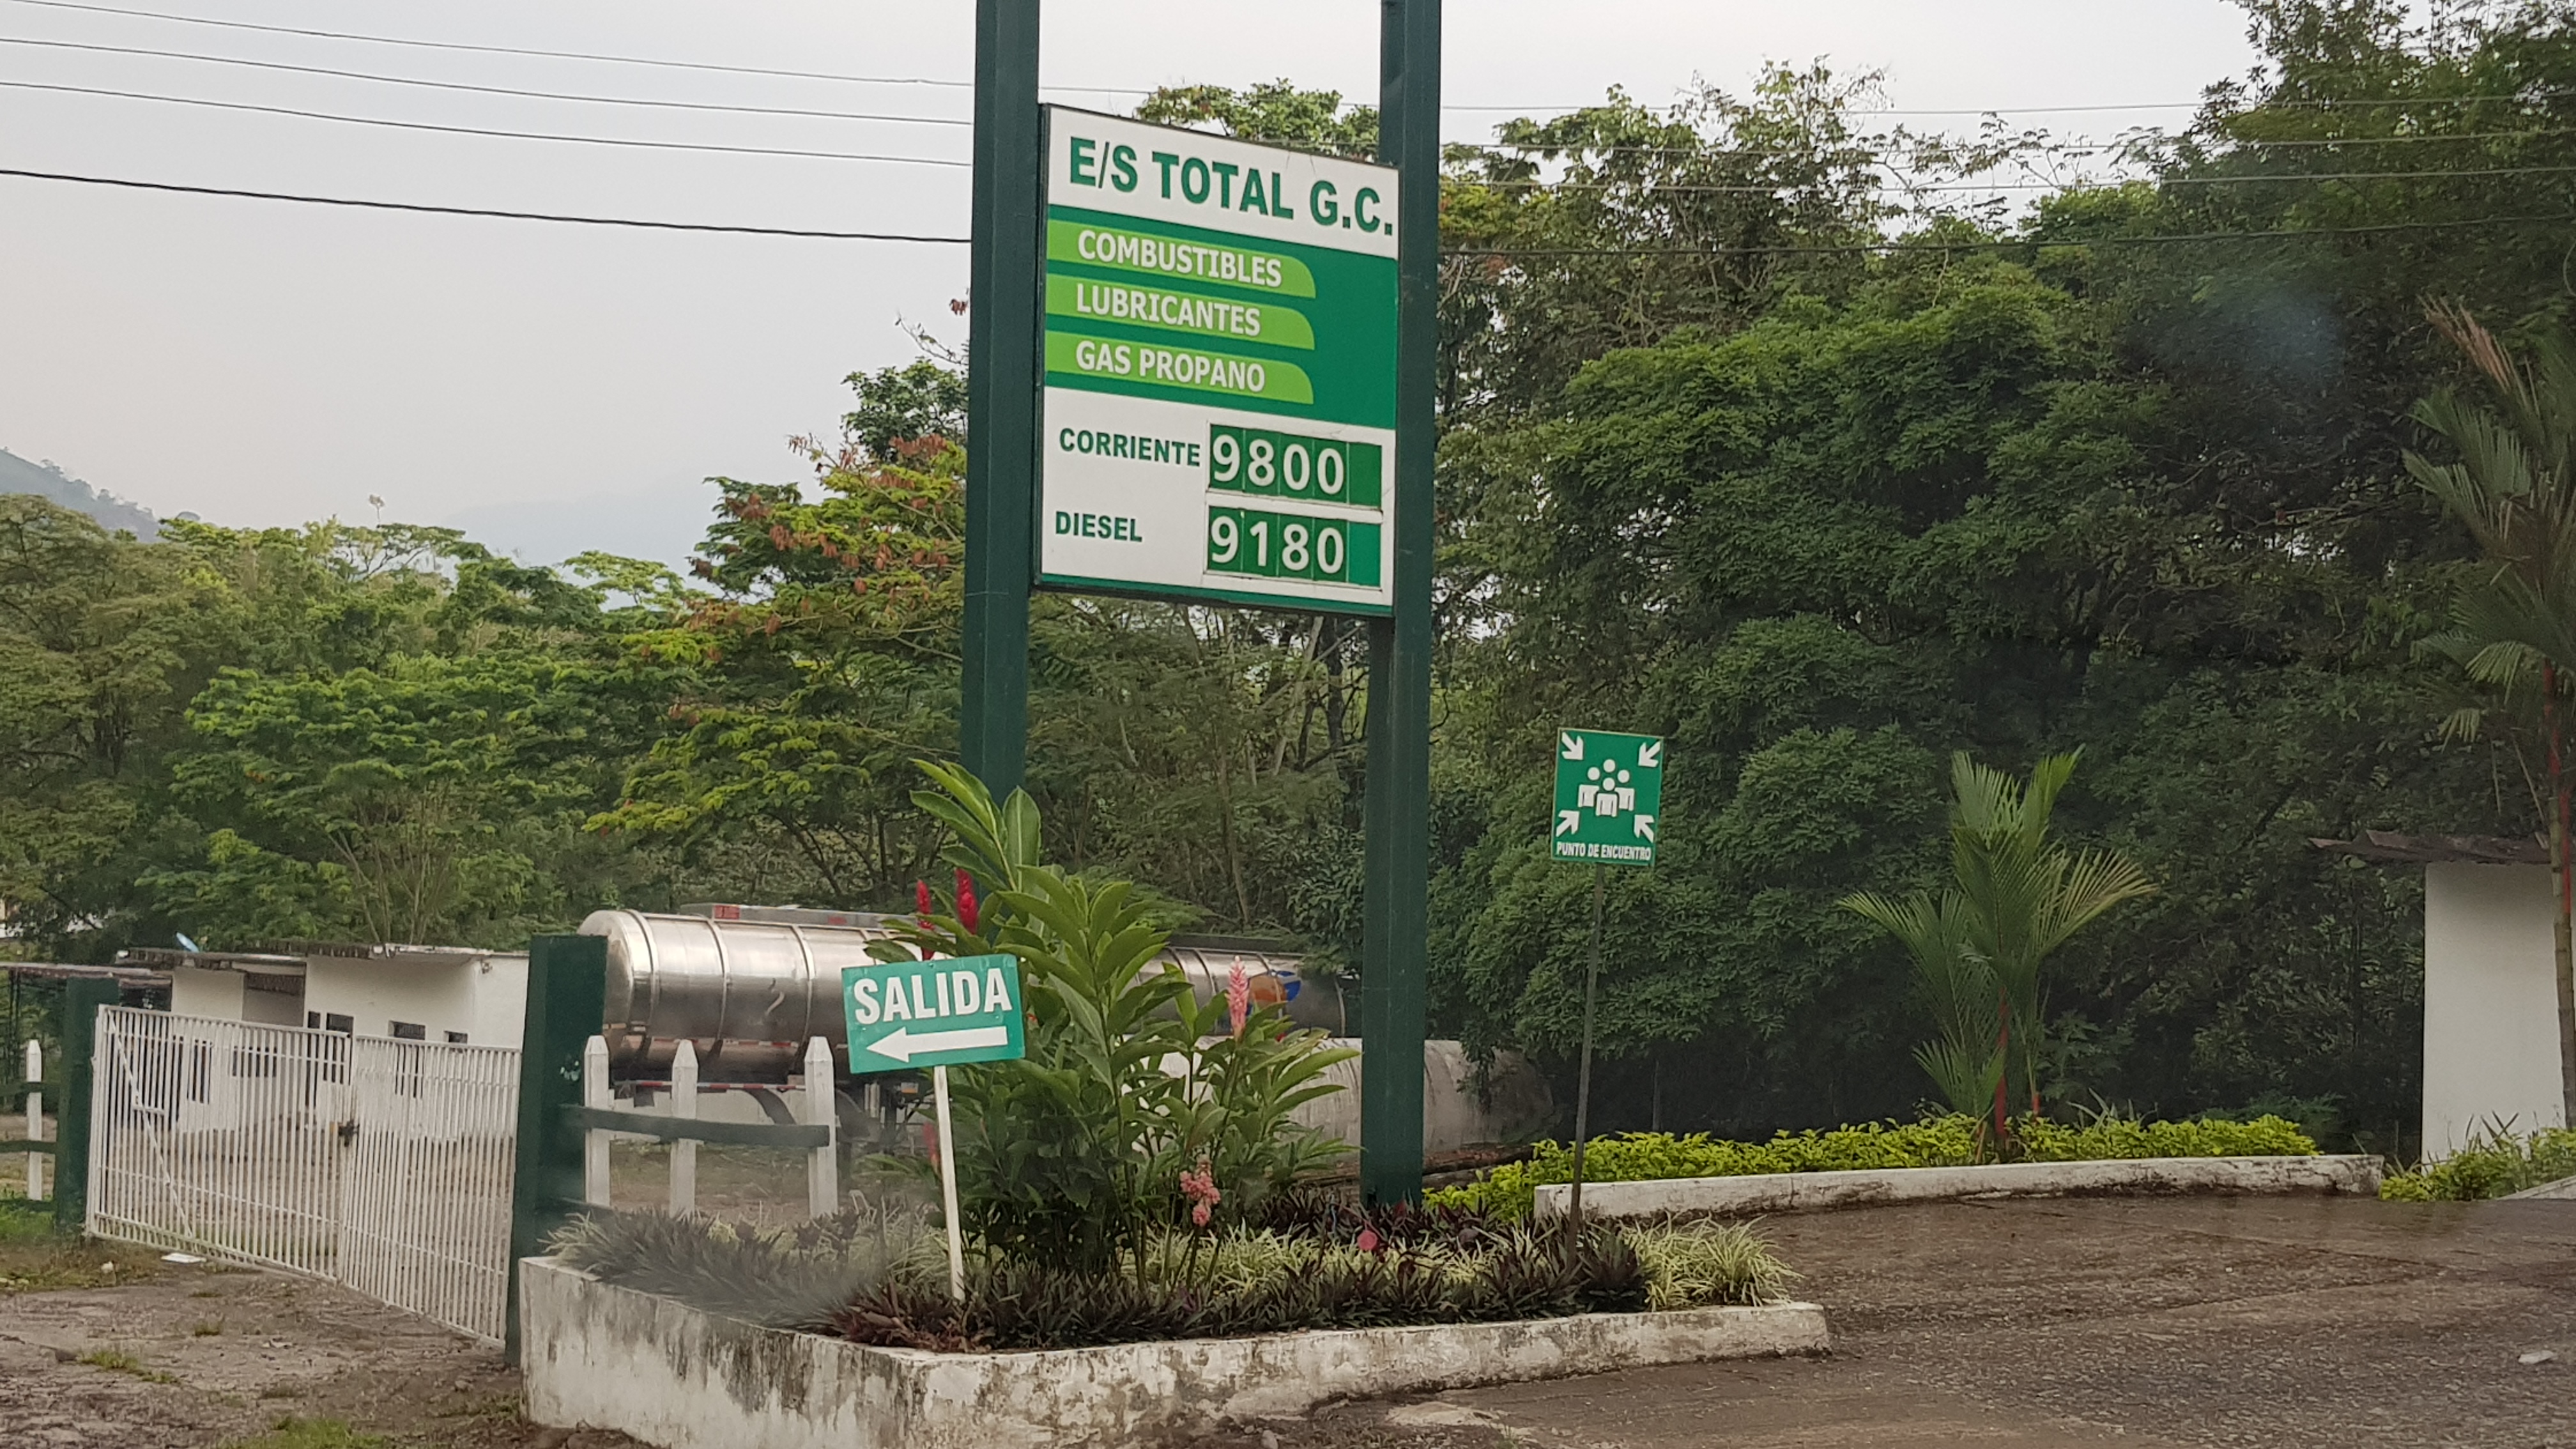 E/S TOTAL G.C.
COMBUSTIBLES
LUBRICANTES
GAS PROPANO
CORRIENTE 9800
DIESEL 9180
PUNTO DE ENCUENTRO
SALIDA